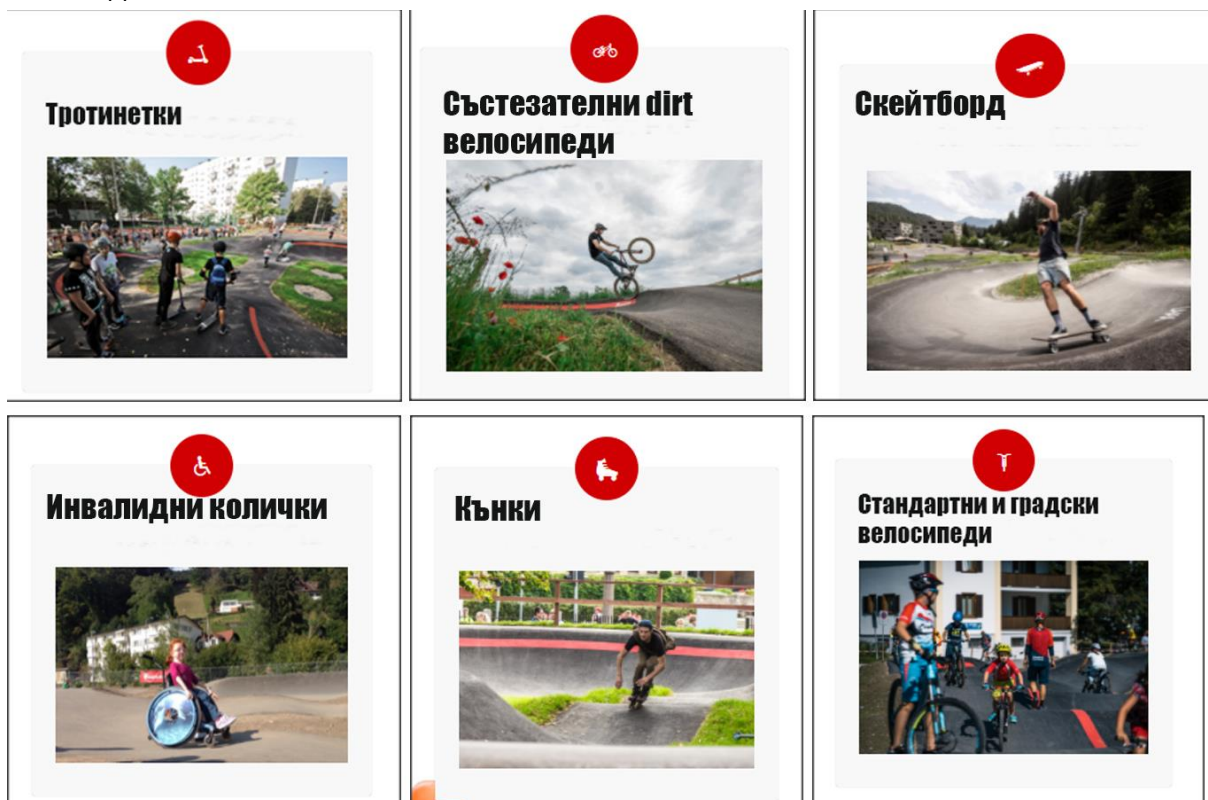 Тротинетки
Състезателни dirt
велосипеди
Скейтборд
Инвалидни колички
Кънки
Стандартни и градски
велосипеди